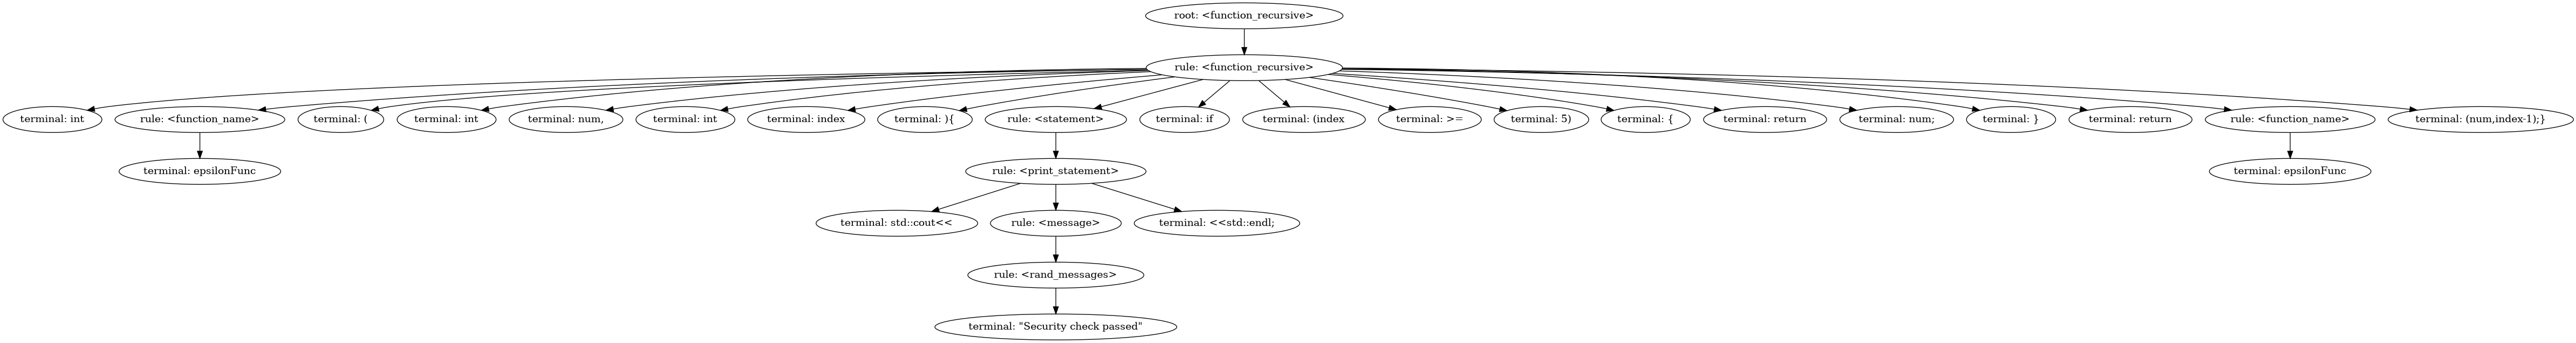 root: <function_recursive>
rule: <function_recursive>
terminal: int
rule: <function_name>
terminal: (
terminal: int
terminal: num,
terminal: int
terminal: index
terminal: ){
rule: <statement>
terminal: if
terminal: (index
terminal: >=
terminal: 5)
terminal: {
terminal: return
terminal: num;
terminal: }
terminal: return
rule: <function_name>
terminal: (num,index-1);}
terminal: epsilonFunc
rule: <print_statement>
terminal: epsilonFunc
terminal: std::cout<<
rule: <message>
terminal: <<std::endl;
rule: <rand_messages>
terminal: "Security check passed"